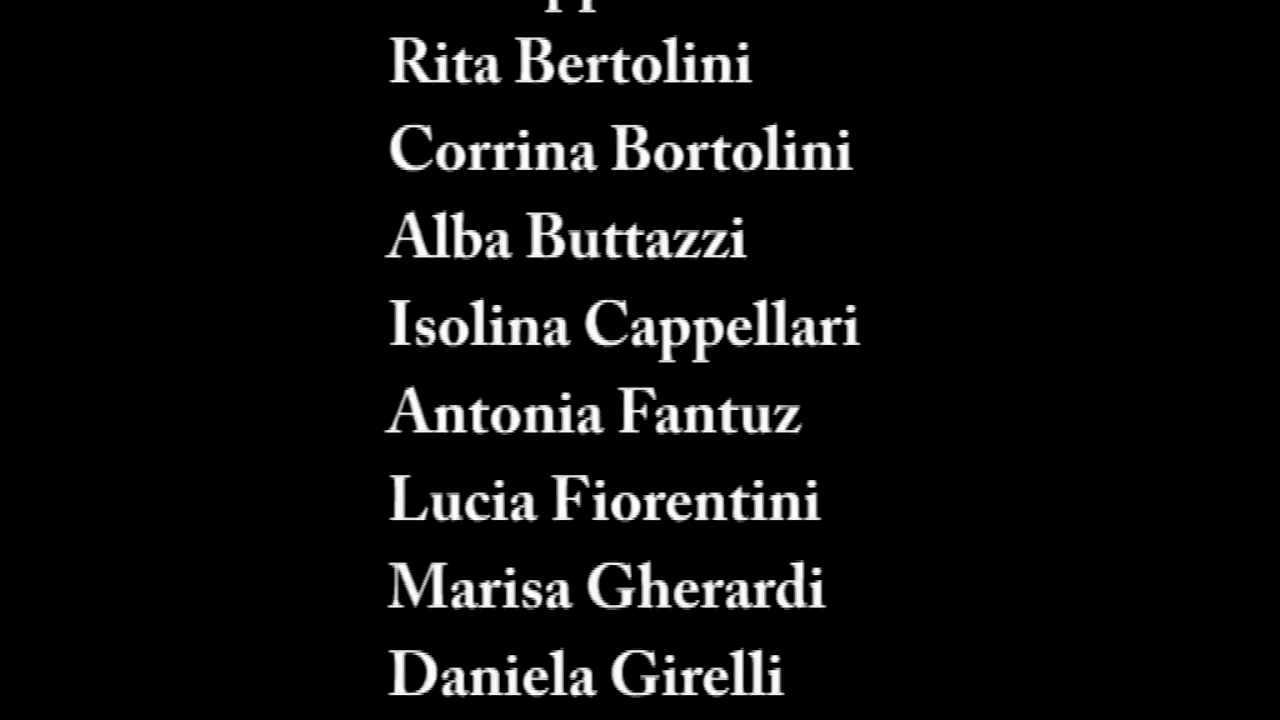 Rita Bertolini
Corrina Bortolini
Alba Buttazzi
Isolina Cappellari
Antonia Fantuz
Lucia Fiorentini
Marisa Gherardi
Daniela Girelli